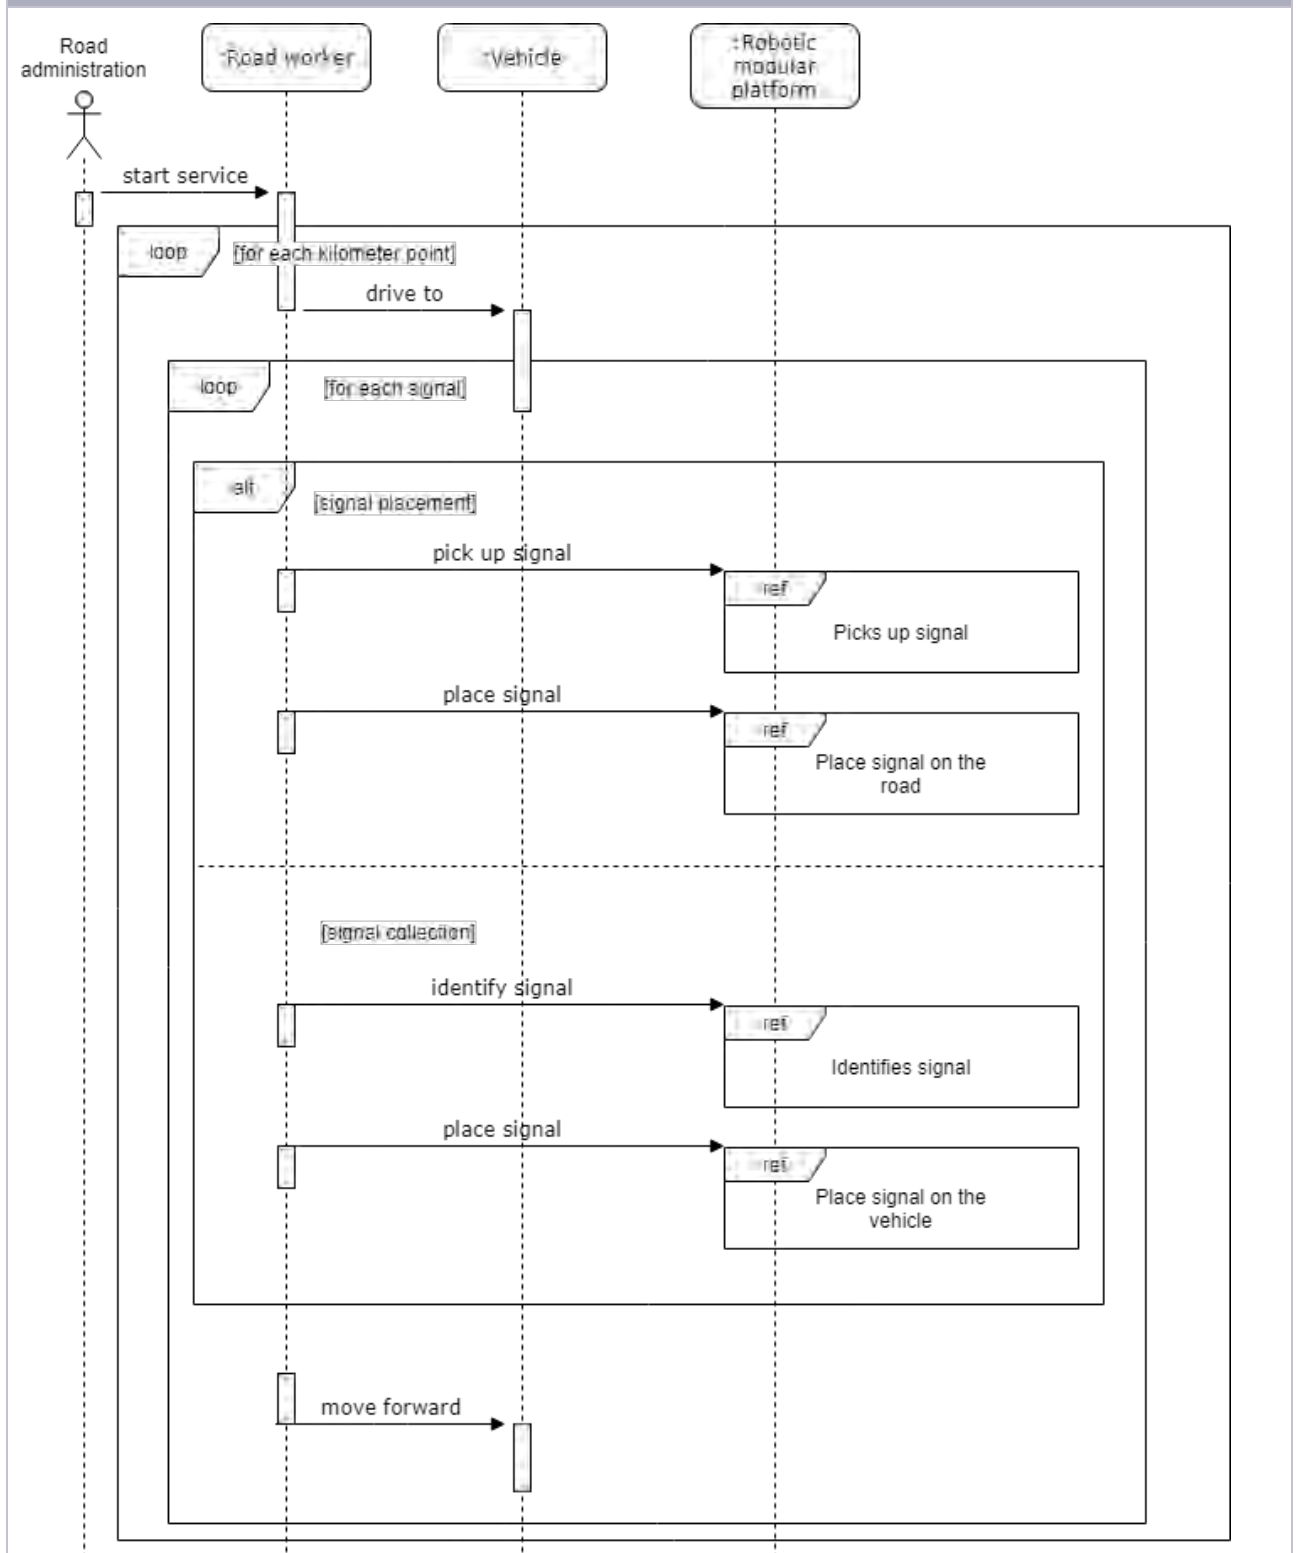 Road
administration
:Road worker
:Vehicle
:Robotic
modular
platform
start service
loop
[for each kilometer point]
drive to
loop
[for each signal]
alt
[signal placement]
pick up signal
ref
Picks up signal
place signal
ref
Place signal on the
road
[signal collection]
identify signal
ref
Identifies signal
place signal
ref
Place signal on the
vehicle
move forward